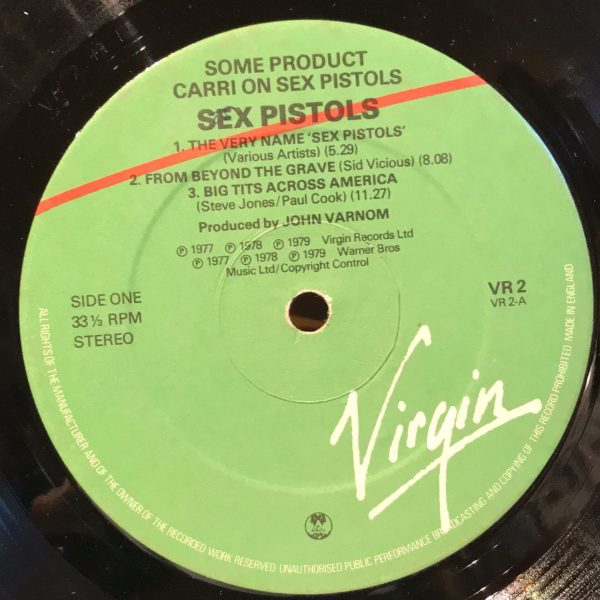 SOME PRODUCT
CARRI ON SEX PISTOLS
SEX PISTOLS
1. THE VERY NAME 'SEX PISTOLS'
(Various Artists) (5.29)
2. FROM BEYOND THE GRAVE (Sid Vicious) (8.08)
3. BIG TITS ACROSS AMERICA
(Steve Jones/Paul Cook) (11.27)
Produced by JOHN VARNOM
℗ 1977 ℗ 1978 ℗ 1979 Virgin Records Ltd
℗ 1977 ℗ 1978 ℗ 1979 Warner Bros
Music Ltd/Copyright Control
SIDE ONE
33⅓ RPM
STEREO
VR 2
VR 2-A
Virgin
ALL RIGHTS OF THE MANUFACTURER AND OF THE OWNER OF THE RECORDED WORK RESERVED UNAUTHORISED PUBLIC PERFORMANCE BROADCASTING AND COPYING OF THIS RECORD PROHIBITED. MADE IN ENGLAND